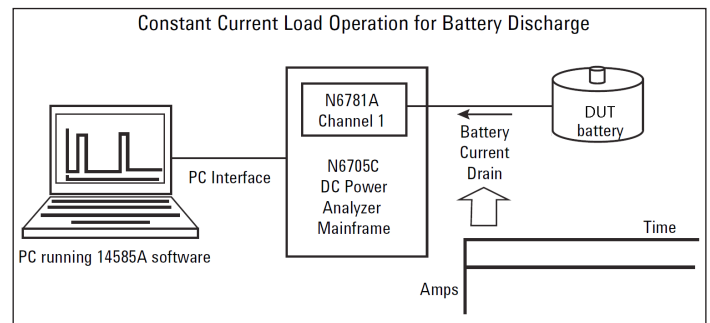 Constant Current Load Operation for Battery Discharge
N6781A
Channel 1
DUT
battery
Battery
Current
Drain
PC Interface
N6705C
DC Power
Analyzer
Mainframe
PC running 14585A software
Time
Amps